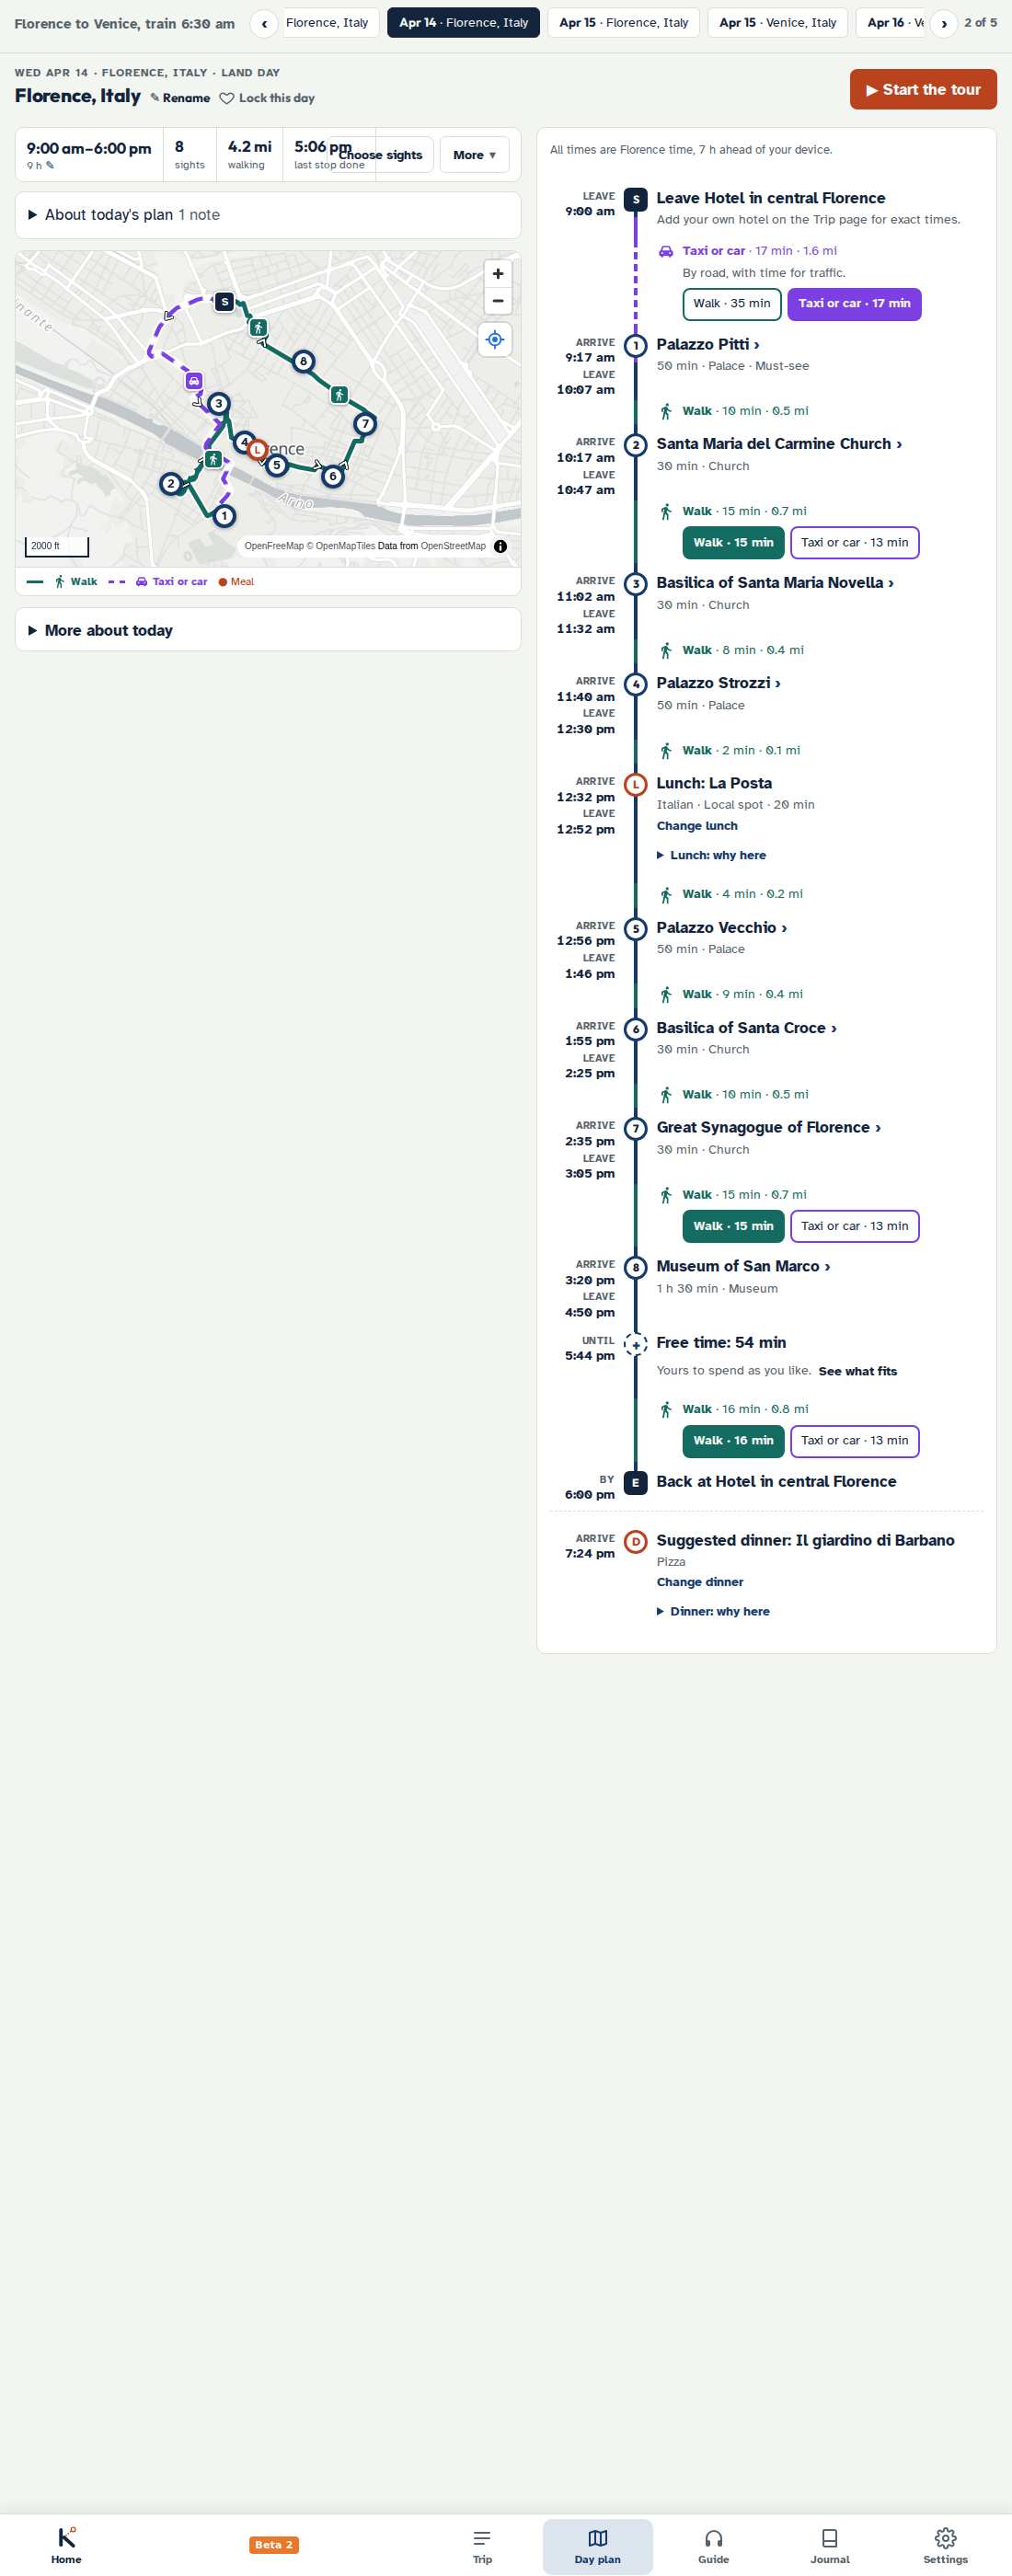 Florence to Venice, train 6:30 am
‹
Florence, Italy
Apr 14 · Florence, Italy
Apr 15 · Florence, Italy
Apr 15 · Venice, Italy
Apr 16 · Ve
›
2 of 5
WED APR 14 · FLORENCE, ITALY · LAND DAY
Florence, Italy ✎ Rename Lock this day
▶ Start the tour
9:00 am–6:00 pm
9 h ✎
8
sights
4.2 mi
walking
5:06 pm
last stop done
Choose sights
More ▼
▶ About today's plan 1 note
S
8
3
7
4
L
rence
5
6
2
1
Arno
nante
+
−
2000 ft
OpenFreeMap © OpenMapTiles Data from OpenStreetMap
Walk Taxi or car Meal
▶ More about today
All times are Florence time, 7 h ahead of your device.
LEAVE
9:00 am
S
Leave Hotel in central Florence
Add your own hotel on the Trip page for exact times.
Taxi or car · 17 min · 1.6 mi
By road, with time for traffic.
Walk · 35 min
Taxi or car · 17 min
ARRIVE
9:17 am
LEAVE
10:07 am
1
Palazzo Pitti ›
50 min · Palace · Must-see
Walk · 10 min · 0.5 mi
ARRIVE
10:17 am
LEAVE
10:47 am
2
Santa Maria del Carmine Church ›
30 min · Church
Walk · 15 min · 0.7 mi
Walk · 15 min
Taxi or car · 13 min
ARRIVE
11:02 am
LEAVE
11:32 am
3
Basilica of Santa Maria Novella ›
30 min · Church
Walk · 8 min · 0.4 mi
ARRIVE
11:40 am
LEAVE
12:30 pm
4
Palazzo Strozzi ›
50 min · Palace
Walk · 2 min · 0.1 mi
ARRIVE
12:32 pm
LEAVE
12:52 pm
L
Lunch: La Posta
Italian · Local spot · 20 min
Change lunch
▶ Lunch: why here
Walk · 4 min · 0.2 mi
ARRIVE
12:56 pm
LEAVE
1:46 pm
5
Palazzo Vecchio ›
50 min · Palace
Walk · 9 min · 0.4 mi
ARRIVE
1:55 pm
LEAVE
2:25 pm
6
Basilica of Santa Croce ›
30 min · Church
Walk · 10 min · 0.5 mi
ARRIVE
2:35 pm
LEAVE
3:05 pm
7
Great Synagogue of Florence ›
30 min · Church
Walk · 15 min · 0.7 mi
Walk · 15 min
Taxi or car · 13 min
ARRIVE
3:20 pm
LEAVE
4:50 pm
8
Museum of San Marco ›
1 h 30 min · Museum
UNTIL
5:44 pm
+
Free time: 54 min
Yours to spend as you like. See what fits
Walk · 16 min · 0.8 mi
Walk · 16 min
Taxi or car · 13 min
BY
6:00 pm
E
Back at Hotel in central Florence
ARRIVE
7:24 pm
D
Suggested dinner: Il giardino di Barbano
Pizza
Change dinner
▶ Dinner: why here
Home
Beta 2
Trip
Day plan
Guide
Journal
Settings